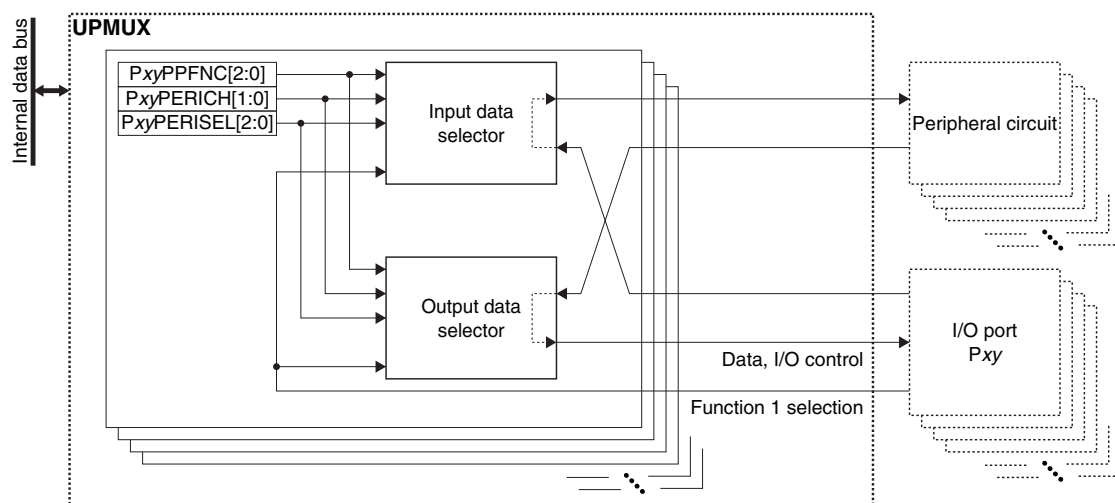 UPMUX
Internal data bus
PxyPPFNC[2:0]
PxyPERICH[1:0]
PxyPERISEL[2:0]
Input data
selector
Peripheral circuit
Output data
selector
I/O port
Pxy
Data, I/O control
Function 1 selection